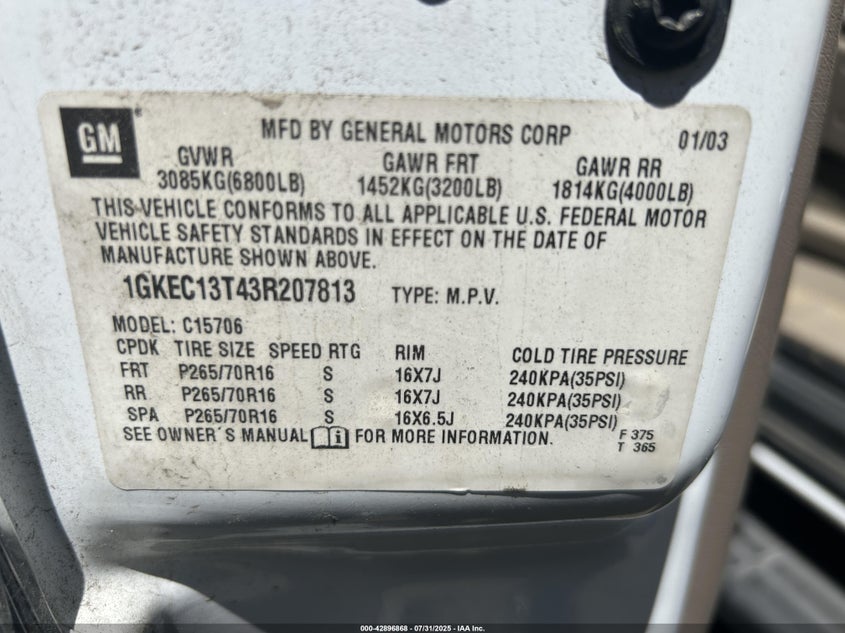 GM
®
MFD BY GENERAL MOTORS CORP 01/03
GVWR GAWR FRT GAWR RR
3085KG(6800LB) 1452KG(3200LB) 1814KG(4000LB)
THIS VEHICLE CONFORMS TO ALL APPLICABLE U.S. FEDERAL MOTOR
VEHICLE SAFETY STANDARDS IN EFFECT ON THE DATE OF
MANUFACTURE SHOWN ABOVE.
1GKEC13T43R207813 TYPE: M.P.V.
MODEL: C15706
CPDK TIRE SIZE SPEED RTG RIM COLD TIRE PRESSURE
FRT P265/70R16 S 16X7J 240KPA(35PSI)
RR P265/70R16 S 16X7J 240KPA(35PSI)
SPA P265/70R16 S 16X6.5J 240KPA(35PSI)
SEE OWNER´S MANUAL i FOR MORE INFORMATION.
F 375
T 365
000-42896868 - 07/31/2025 - IAA Inc.